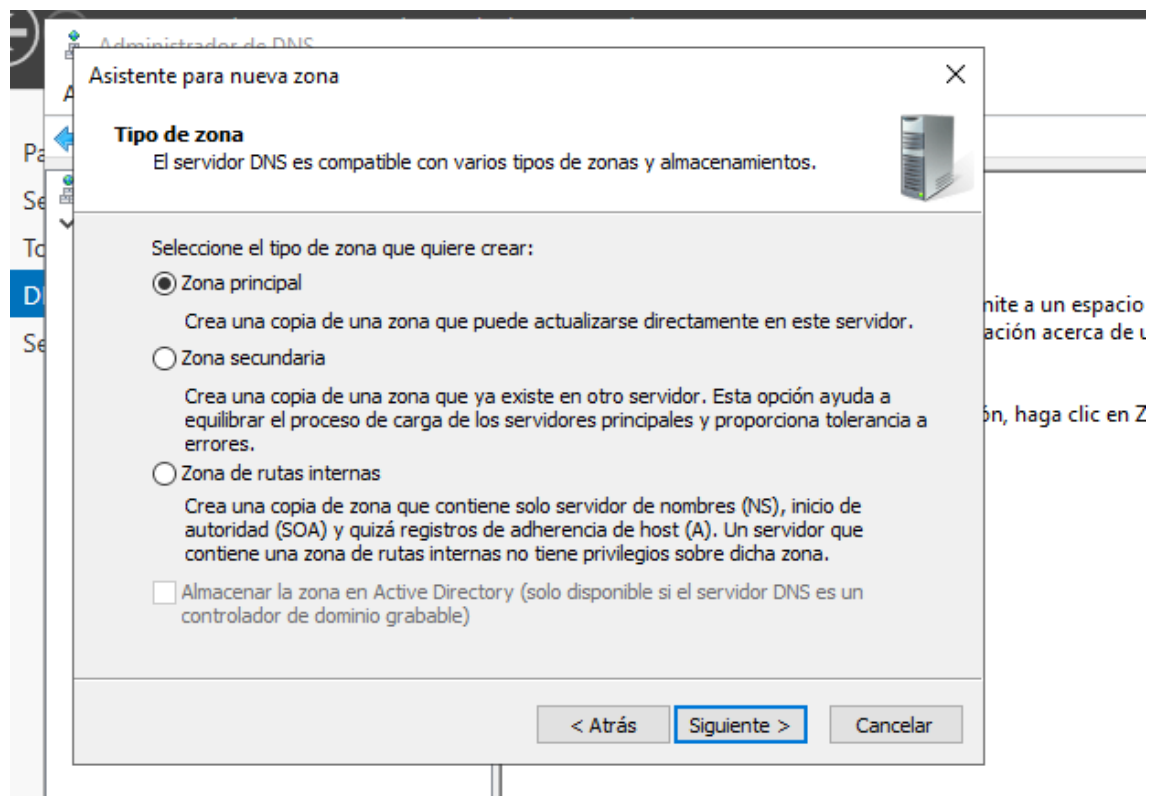 Administrador de DNS
Asistente para nueva zona
Tipo de zona
El servidor DNS es compatible con varios tipos de zonas y almacenamientos.
Seleccione el tipo de zona que quiere crear:
Zona principal
Crea una copia de una zona que puede actualizarse directamente en este servidor.
Zona secundaria
Crea una copia de una zona que ya existe en otro servidor. Esta opción ayuda a
equilibrar el proceso de carga de los servidores principales y proporciona tolerancia a
errores.
Zona de rutas internas
Crea una copia de zona que contiene solo servidor de nombres (NS), inicio de
autoridad (SOA) y quizá registros de adherencia de host (A). Un servidor que
contiene una zona de rutas internas no tiene privilegios sobre dicha zona.
Almacenar la zona en Active Directory (solo disponible si el servidor DNS es un
controlador de dominio grabable)
< Atrás
Siguiente >
Cancelar
a un espacio
acerca de
haga clic en